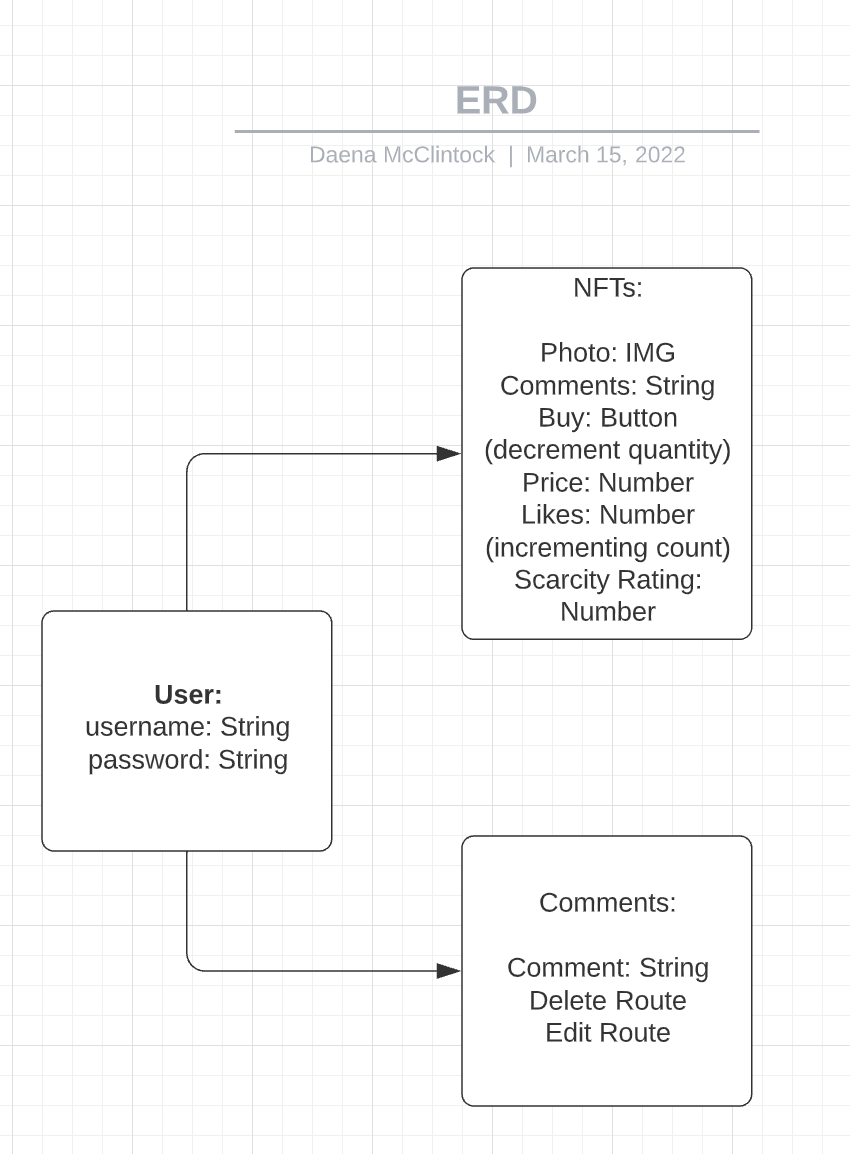 ERD
Daena McClintock | March 15, 2022
NFTs:
Photo: IMG
Comments: String
Buy: Button
(decrement quantity)
Price: Number
Likes: Number
(incrementing count)
Scarcity Rating:
Number
User:
username: String
password: String
Comments:
Comment: String
Delete Route
Edit Route